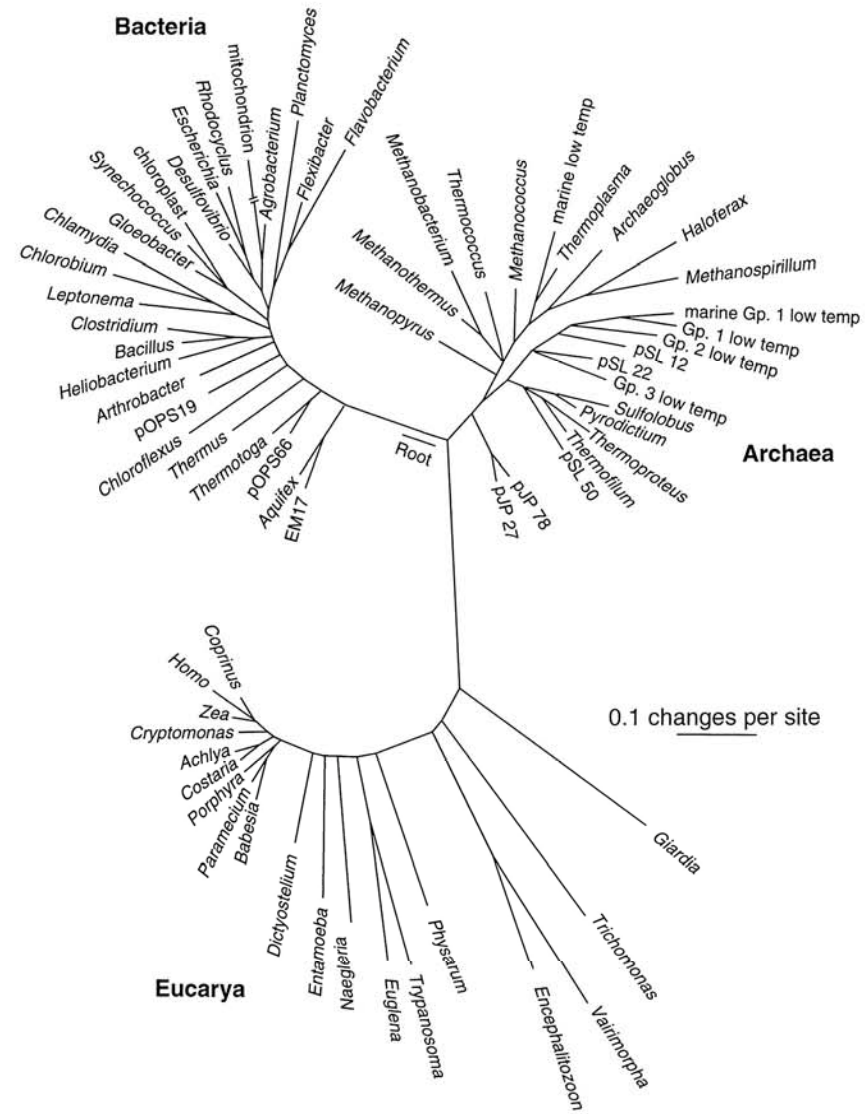 Bacteria
mitochondrion
Rhodocyclus
Escherichia
Desulfovibrio
chloroplast
Synechococcus
Gloeobacter
Chlamydia
Chlorobium
Leptonema
Clostridium
Bacillus
Heliobacterium
Arthrobacter
pOPS19
Chloroflexus
Thermus
Thermotoga
pOPS66
Aquifex
EM17
Agrobacterium
Planctomyces
Flexibacter
Flavobacterium
Root
Methanobacterium
Thermococcus
Methanothermus
Methanopyrus
Methanococcus
marine low temp
Thermoplasma
Archaeoglobus
Haloferax
Methanospirillum
marine Gp. 1 low temp
Gp. 1 low temp
Gp. 2 low temp
pSL 12
pSL 22
Gp. 3 low temp
Sulfolobus
Pyrodictium
Thermoproteus
Thermofilum
pSL 50
pJP 78
pJP 27
Archaea
Coprinus
Homo
Zea
Cryptomonas
Achlya
Costaria
Porphyra
Paramecium
Babesia
Dictyostelium
Entamoeba
Naegleria
Euglena
Trypanosoma
Physarum
Encephalitozoon
Vairimorpha
Trichomonas
Giardia
0.1 changes per site
Eucarya